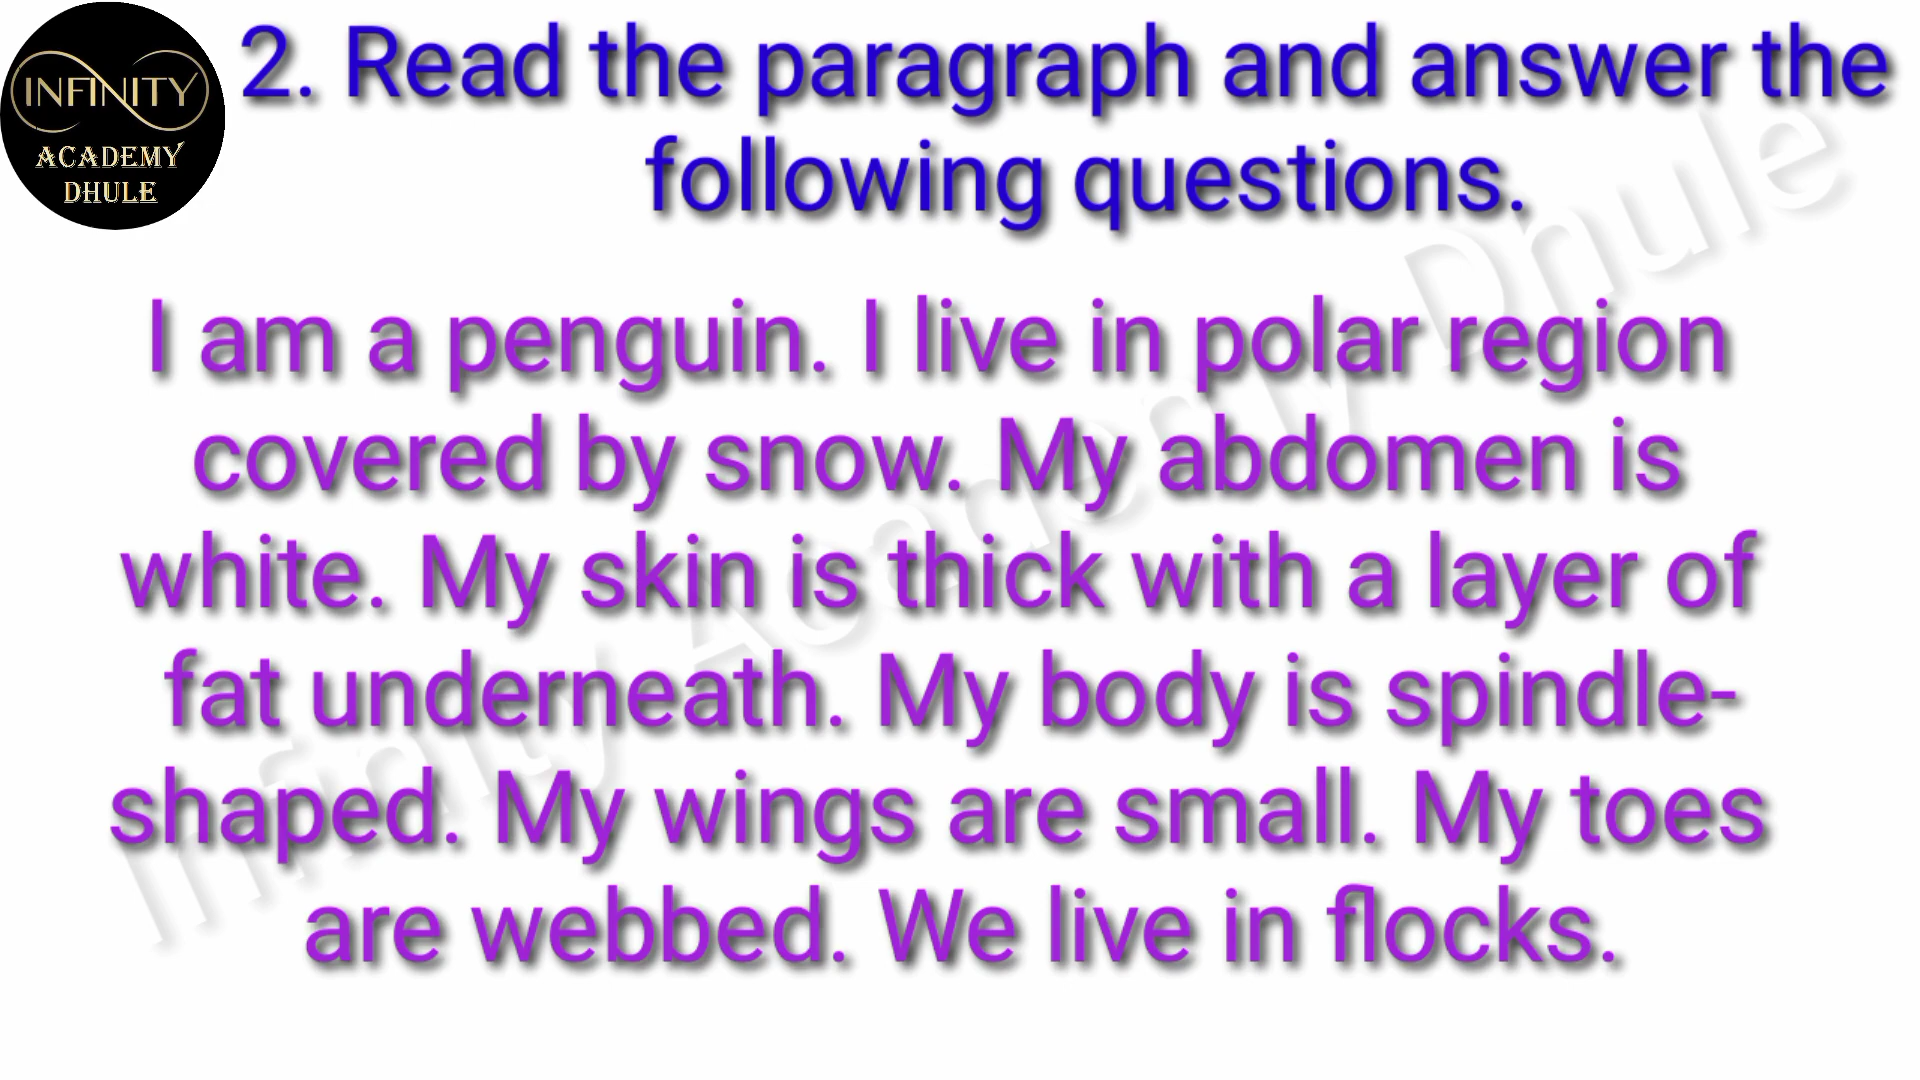 INFINITY
ACADEMY
DHULE
2. Read the paragraph and answer the
following questions.
I am a penguin. I live in polar region
covered by snow. My abdomen is
white. My skin is thick with a layer of
fat underneath. My body is spindle-
shaped. My wings are small. My toes
are webbed. We live in flocks.
Infinity Academy Dhule